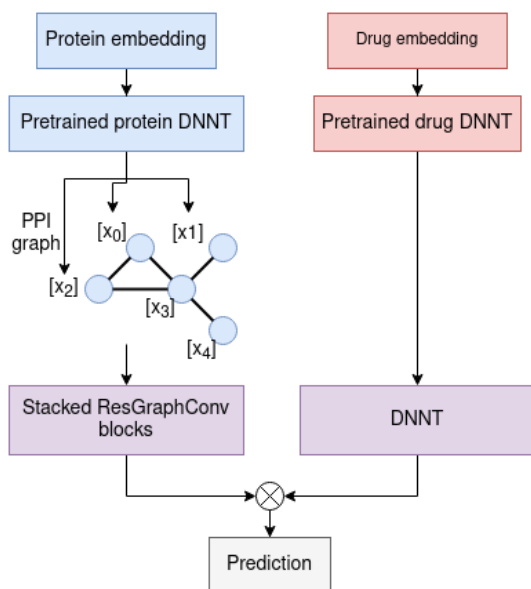 Protein embedding
Drug embedding
Pretrained protein DNNT
Pretrained drug DNNT
PPI
graph
[x0]
[x1]
[x2]
[x3]
[x4]
Stacked ResGraphConv
blocks
DNNT
Prediction